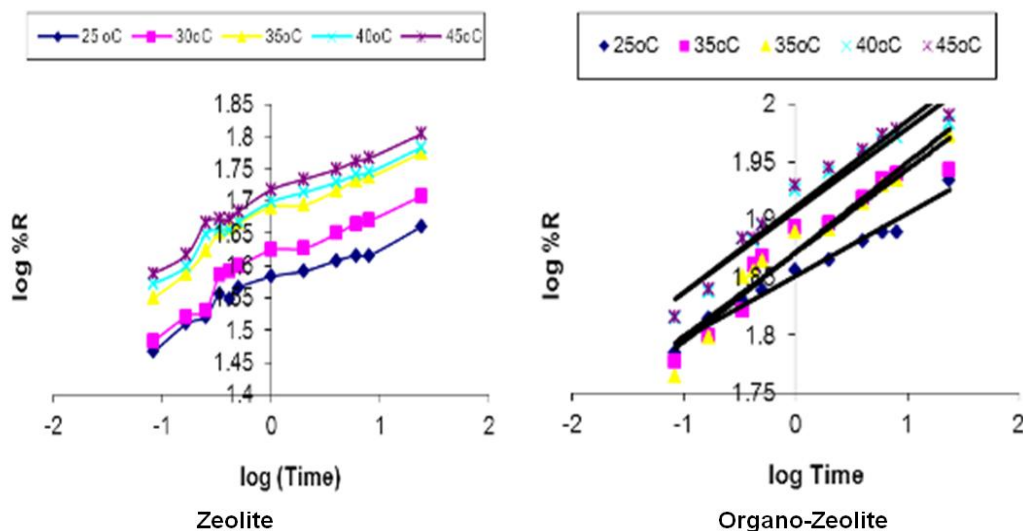 25 oC 30oC 35oC 40oC 45oC
1.85
1.8
1.75
1.7
1.65
1.6
1.55
1.5
1.45
1.4
-2 -1 0 1 2
log %R
log (Time)
Zeolite
25oC 35oC 35oC 40oC 45oC
2
1.95
1.9
1.85
1.8
1.75
-2 -1 0 1 2
log %R
log Time
Organo-Zeolite